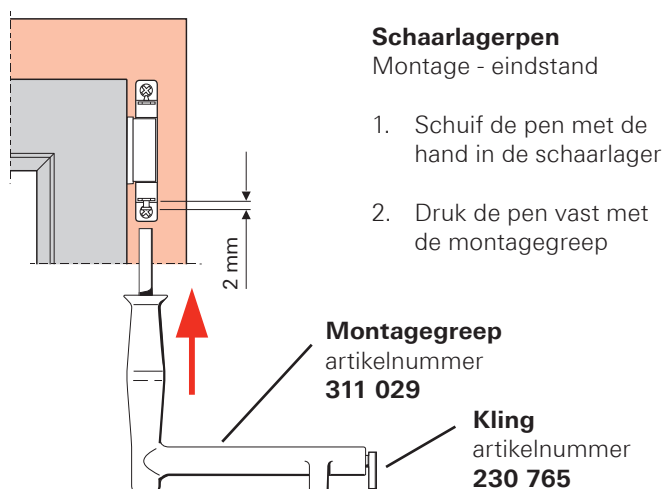 Schaarlagerpen
Montage - eindstand
1. Schuif de pen met de
hand in de schaarlager
2. Druk de pen vast met
de montagegreep
2 mm
Montagegreep
artikelnummer
311 029
Kling
artikelnummer
230 765